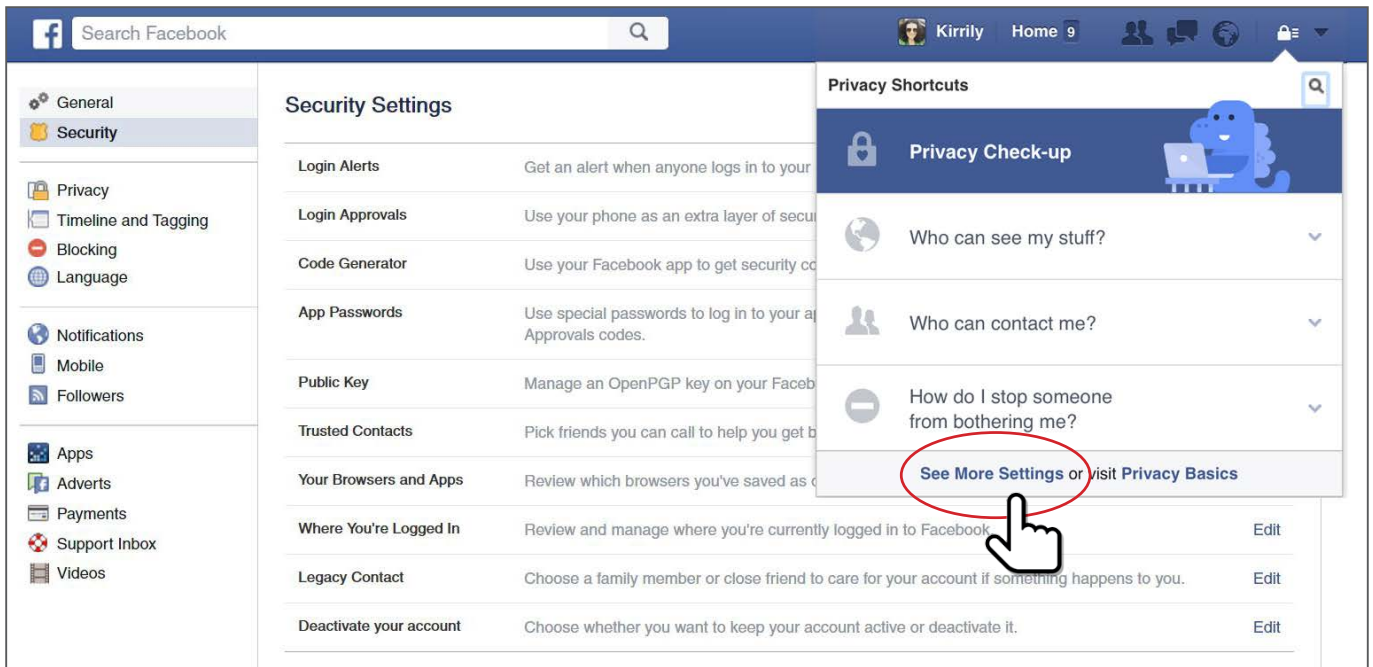 f Search Facebook
Kirrily Home 9
General
Security
Privacy
Timeline and Tagging
Blocking
Language
Notifications
Mobile
Followers
Apps
Adverts
Payments
Support Inbox
Videos
Security Settings
Login Alerts Get an alert when anyone logs in to your
Login Approvals Use your phone as an extra layer of secu
Code Generator Use your Facebook app to get security co
App Passwords Use special passwords to log in to your a
Approvals codes.
Public Key Manage an OpenPGP key on your Faceb
Trusted Contacts Pick friends you can call to help you get b
Your Browsers and Apps Review which browsers you've saved as
Where You're Logged In Review and manage where you're currently logged in to Facebook Edit
Legacy Contact Choose a family member or close friend to care for your account if something happens to you. Edit
Deactivate your account Choose whether you want to keep your account active or deactivate it. Edit
Privacy Shortcuts
Privacy Check-up
Who can see my stuff?
Who can contact me?
How do I stop someone
from bothering me?
See More Settings or visit Privacy Basics